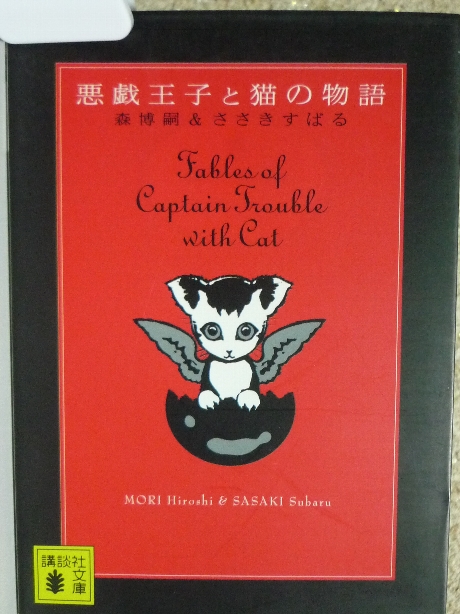 悪戯王子と猫の物語
森博嗣&ささきすばる
Fables of
Captain Trouble
with Cat
MORI Hiroshi & SASAKI Subaru
講談社文庫